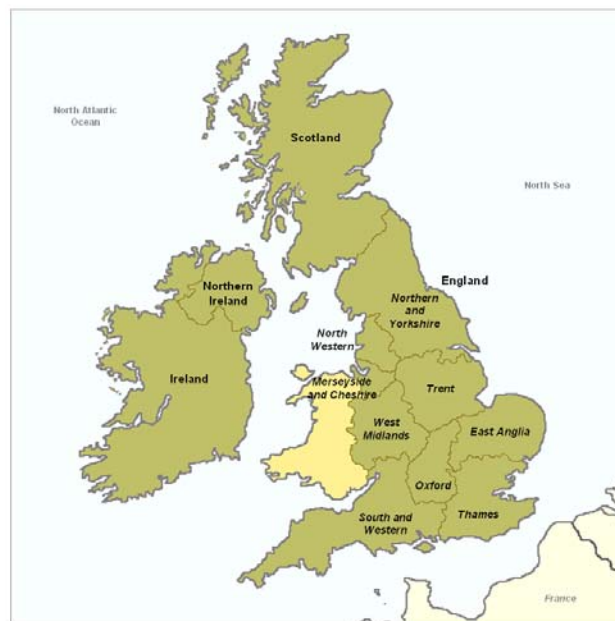 North Atlantic
Ocean
Scotland
North Sea
England
Northern
Ireland
Northern
and
Yorkshire
North
Western
Ireland
Merseyside
and Cheshire
Trent
West
Midlands
East Anglia
Oxford
South and
Western
Thames
France